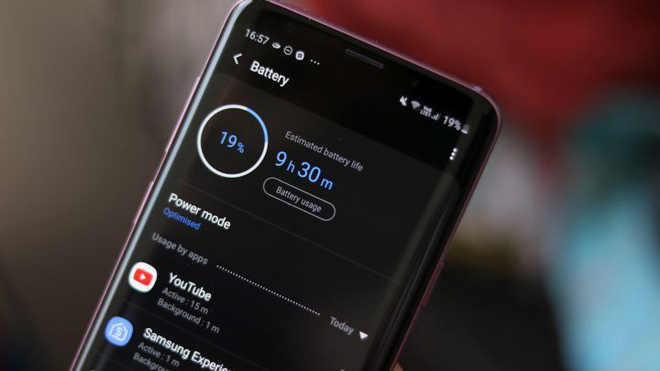 16:57
19%
Battery
19%
Estimated battery life
9 h 30 m
Battery usage
Power mode
Optimised
Usage by apps
Today
YouTube
Active : 15 m
Background : 1 m
Samsung Experien
Active : 1 m